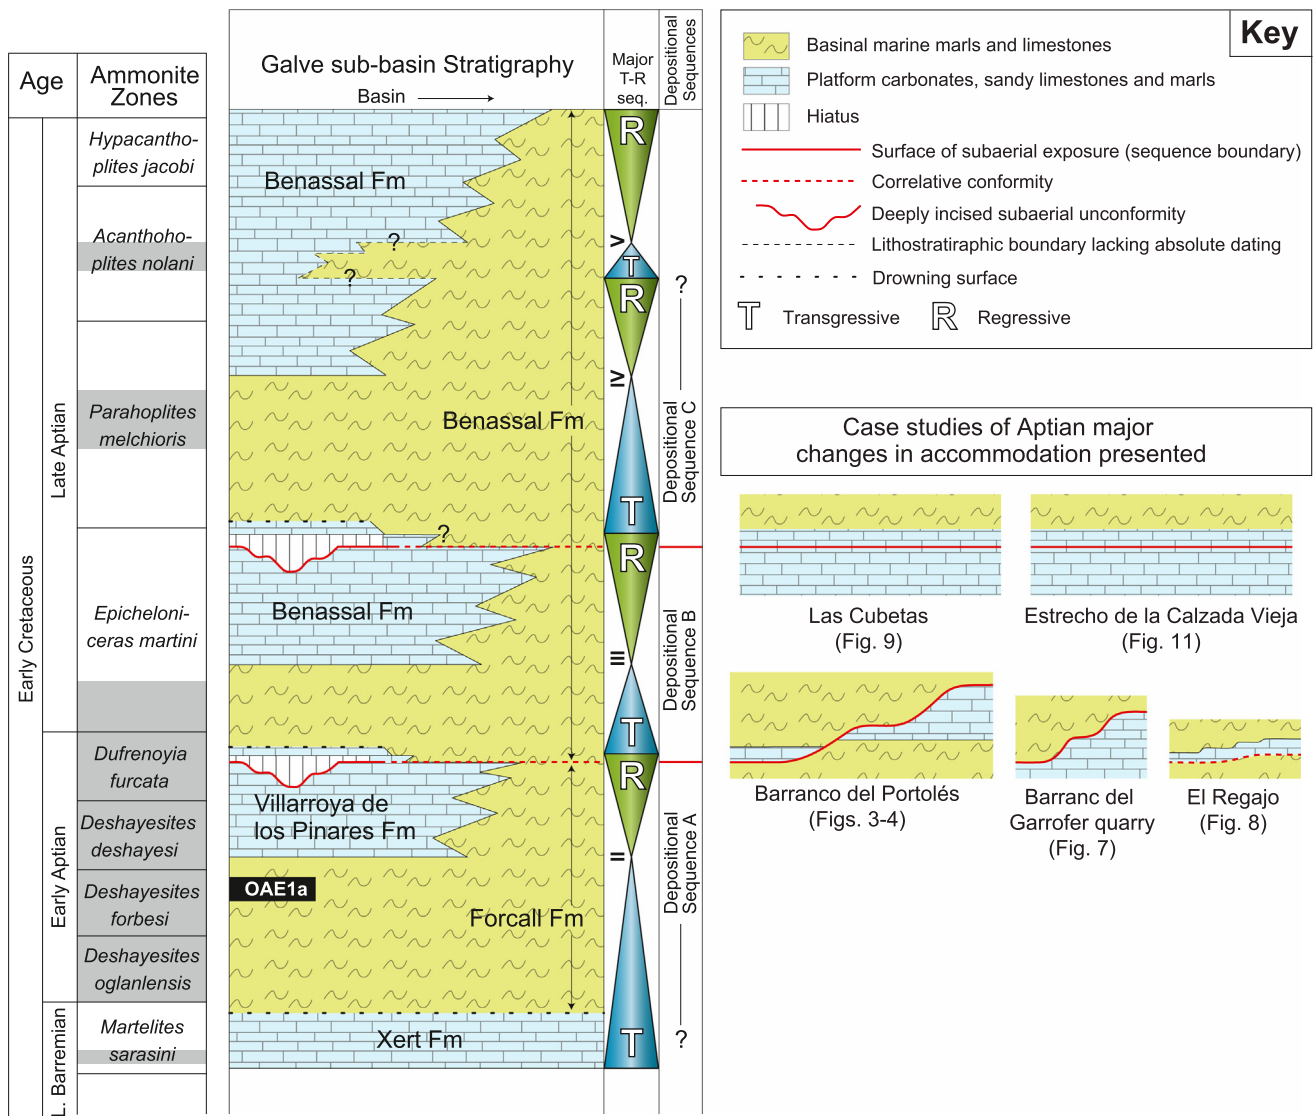 Age
Ammonite
Zones
Galve sub-basin Stratigraphy
Basin
Major
T-R
seq.
Depositional
Sequences
Early Cretaceous
Late Aptian
Early Aptian
L. Barremian
Hypacantho-
plites jacobi
Acanthoho-
plites nolani
Parahoplites
melchioris
Epicheloni-
ceras martini
Dufrenoyia
furcata
Deshayesites
deshayesi
Deshayesites
forbesi
Deshayesites
oglanlensis
Martelites
sarasini
Benassal Fm
?
?
Benassal Fm
?
Benassal Fm
Villarroya de
los Pinares Fm
OAE1a
Forcall Fm
Xert Fm
R
>
T
R
≥
T
R
≡
T
R
=
T
?
Depositional
Sequence C
Depositional
Sequence B
Depositional
Sequence A
?
Key
Basinal marine marls and limestones
Platform carbonates, sandy limestones and marls
Hiatus
Surface of subaerial exposure (sequence boundary)
Correlative conformity
Deeply incised subaerial unconformity
Lithostratiraphic boundary lacking absolute dating
Drowning surface
T Transgressive R Regressive
Case studies of Aptian major
changes in accommodation presented
Las Cubetas
(Fig. 9)
Estrecho de la Calzada Vieja
(Fig. 11)
Barranco del Portolés
(Figs. 3-4)
Barranc del
Garrofer quarry
(Fig. 7)
El Regajo
(Fig. 8)